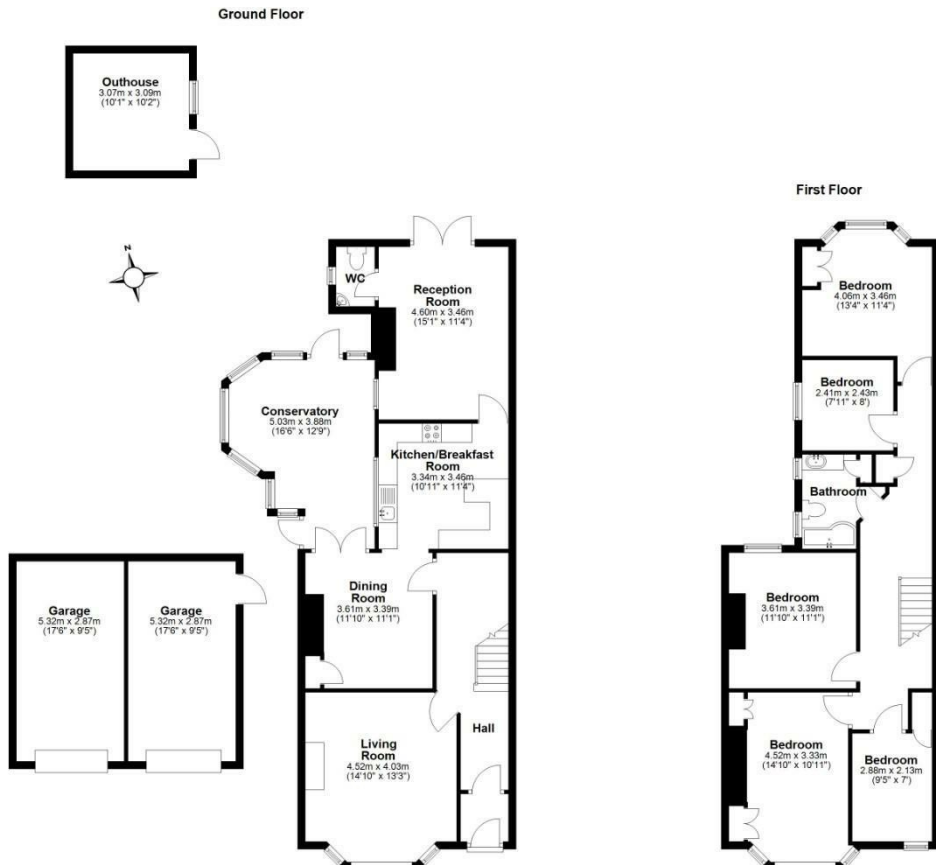 Ground Floor
Outhouse
3.07m x 3.09m
(10'1" x 10'2")
N
WC
Reception
Room
4.60m x 3.46m
(15'1" x 11'4")
Conservatory
5.03m x 3.88m
(16'6" x 12'9")
Kitchen/Breakfast
Room
3.34m x 3.46m
(10'11" x 11'4")
Dining
Room
3.61m x 3.39m
(11'10" x 11'1")
Garage
5.32m x 2.87m
(17'6" x 9'5")
Garage
5.32m x 2.87m
(17'6" x 9'5")
Living
Room
4.52m x 4.03m
(14'10" x 13'3")
Hall
First Floor
Bedroom
4.06m x 3.46m
(13'4" x 11'4")
Bedroom
2.41m x 2.43m
(7'11" x 8')
Bathroom
Bedroom
3.61m x 3.39m
(11'10" x 11'1")
Bedroom
4.52m x 3.33m
(14'10" x 10'11")
Bedroom
2.88m x 2.13m
(9'5" x 7')